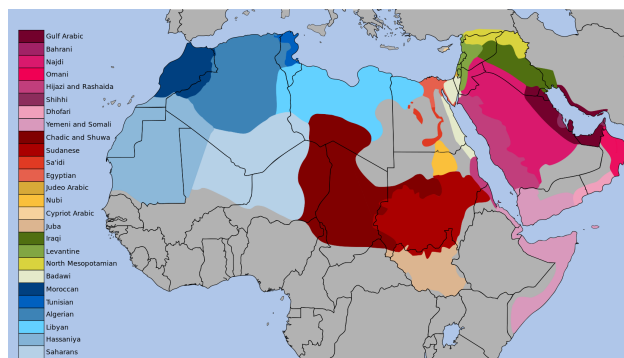 Gulf Arabic
Bahrani
Najdi
Omani
Hijazi and Rashaida
Shihhi
Dhofari
Yemeni and Somali
Chadic and Shuwa
Sudanese
Sa'idi
Egyptian
Judeo Arabic
Nubi
Cypriot Arabic
Juba
Iraqi
Levantine
North Mesopotamian
Badawi
Moroccan
Tunisian
Algerian
Libyan
Hassaniya
Saharans